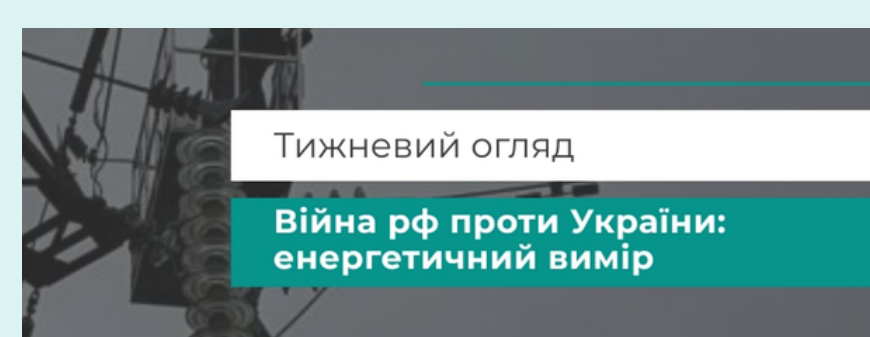 Тижневий огляд
Війна рф проти України:
енергетичний вимір